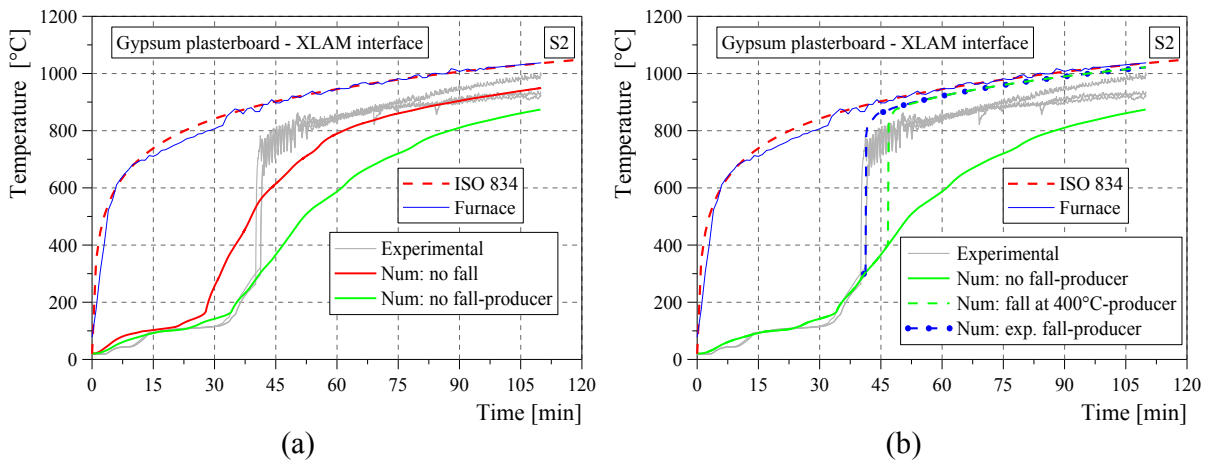 Gypsum plasterboard - XLAM interface
S2
Temperature [°C]
1200
1000
800
600
400
200
0
ISO 834
Furnace
Experimental
Num: no fall
Num: no fall-producer
0 15 30 45 60 75 90 105 120
Time [min]
(a)
Gypsum plasterboard - XLAM interface
S2
Temperature [°C]
1200
1000
800
600
400
200
0
ISO 834
Furnace
Experimental
Num: no fall-producer
Num: fall at 400°C-producer
Num: exp. fall-producer
0 15 30 45 60 75 90 105 120
Time [min]
(b)